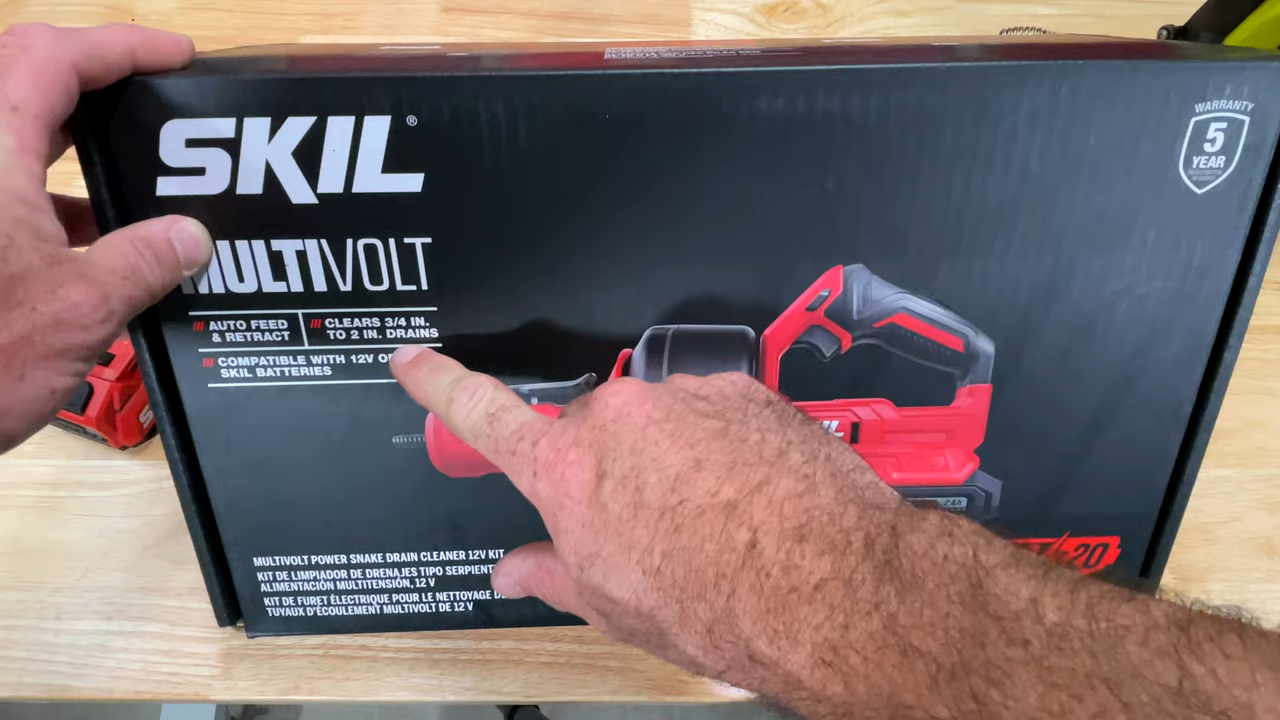 SKIL®
MULTIVOLT
AUTO FEED
& RETRACT
CLEARS 3/4 IN.
TO 2 IN. DRAINS
COMPATIBLE WITH 12V
SKIL BATTERIES
WARRANTY
5
YEAR
20
MULTIVOLT POWER SNAKE DRAIN CLEANER 12V KIT
KIT DE LIMPIADOR DE DRENAJES TIPO
ALIMENTACIÓN MULTITENSIÓN, 12 V
KIT DE FURET ÉLECTRIQUE POUR LE NETTOYAGE
TUYAUX D'ÉCOULEMENT MULTIVOLT DE 12 V